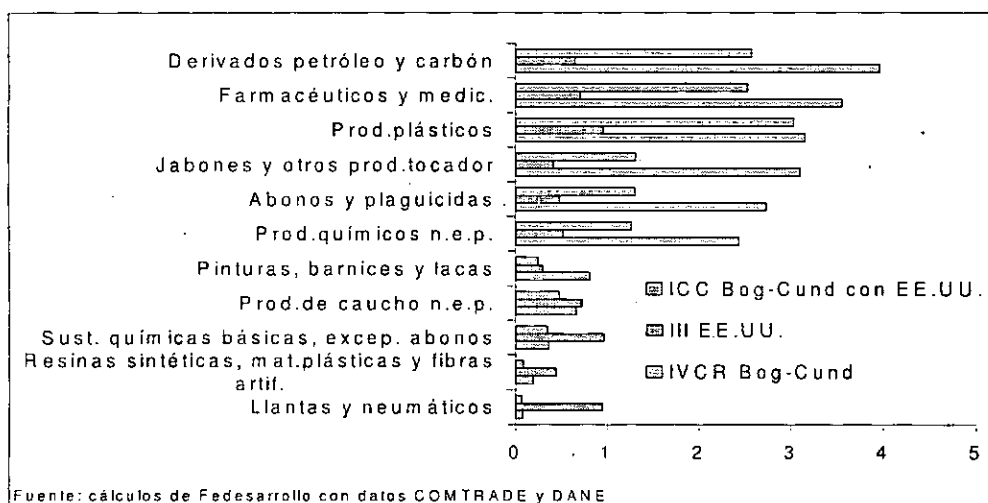 Derivados petróleo y carbón
Farmacéuticos y medic.
Prod.plásticos
Jabones y otros prod.tocador
Abonos y plaguicidas
Prod.químicos n.e.p.
Pinturas, barnices y lacas
Prod.de caucho n.e.p.
Sust. químicas básicas, excep. abonos
Resinas sintéticas, mat.plásticas y fibras
artif.
Llantas y neumáticos
ICC Bog-Cund con EE.UU.
III EE.UU.
IVCR Bog-Cund
0 1 2 3 4 5
Fuente: cálculos de Fedesarrollo con datos COMTRADE y DANE